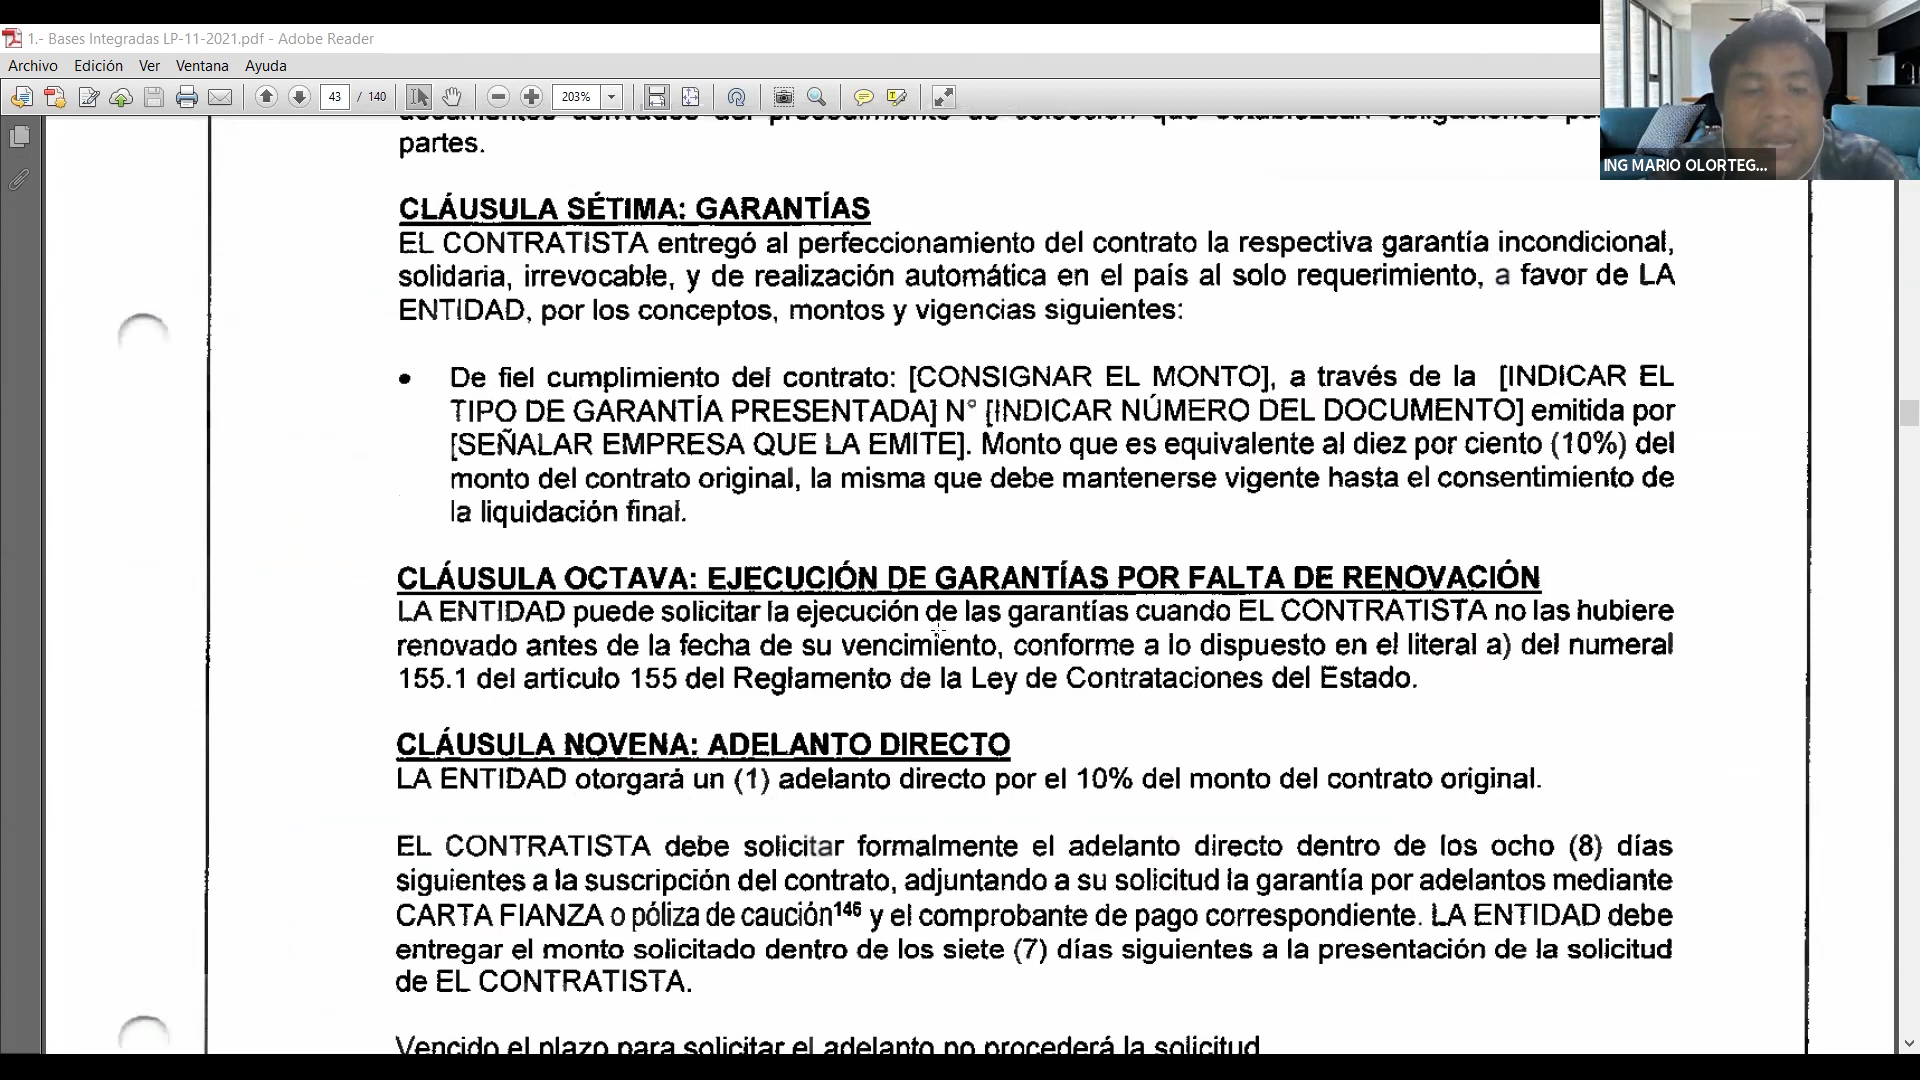 1.- Bases Integradas LP-11-2021.pdf - Adobe Reader
Archivo Edición Ver Ventana Ayuda
43 / 140 203%
ING MARIO OLORTEG...
documentos derivados del procedimiento de selección que establezcan obligaciones
partes.
CLÁUSULA SÉTIMA: GARANTÍAS
EL CONTRATISTA entregó al perfeccionamiento del contrato la respectiva garantía incondicional,
solidaria, irrevocable, y de realización automática en el país al solo requerimiento, a favor de LA
ENTIDAD, por los conceptos, montos y vigencias siguientes:
• De fiel cumplimiento del contrato: [CONSIGNAR EL MONTO], a través de la [INDICAR EL
TIPO DE GARANTÍA PRESENTADA] N° [INDICAR NÚMERO DEL DOCUMENTO] emitida por
[SEÑALAR EMPRESA QUE LA EMITE]. Monto que es equivalente al diez por ciento (10%) del
monto del contrato original, la misma que debe mantenerse vigente hasta el consentimiento de
la liquidación final.
CLÁUSULA OCTAVA: EJECUCIÓN DE GARANTÍAS POR FALTA DE RENOVACIÓN
LA ENTIDAD puede solicitar la ejecución de las garantías cuando EL CONTRATISTA no las hubiere
renovado antes de la fecha de su vencimiento, conforme a lo dispuesto en el literal a) del numeral
155.1 del artículo 155 del Reglamento de la Ley de Contrataciones del Estado.
CLÁUSULA NOVENA: ADELANTO DIRECTO
LA ENTIDAD otorgará un (1) adelanto directo por el 10% del monto del contrato original.
EL CONTRATISTA debe solicitar formalmente el adelanto directo dentro de los ocho (8) días
siguientes a la suscripción del contrato, adjuntando a su solicitud la garantía por adelantos mediante
CARTA FIANZA o póliza de caución¹⁴⁶ y el comprobante de pago correspondiente. LA ENTIDAD debe
entregar el monto solicitado dentro de los siete (7) días siguientes a la presentación de la solicitud
de EL CONTRATISTA.
Vencido el plazo para solicitar el adelanto no procederá la solicitud